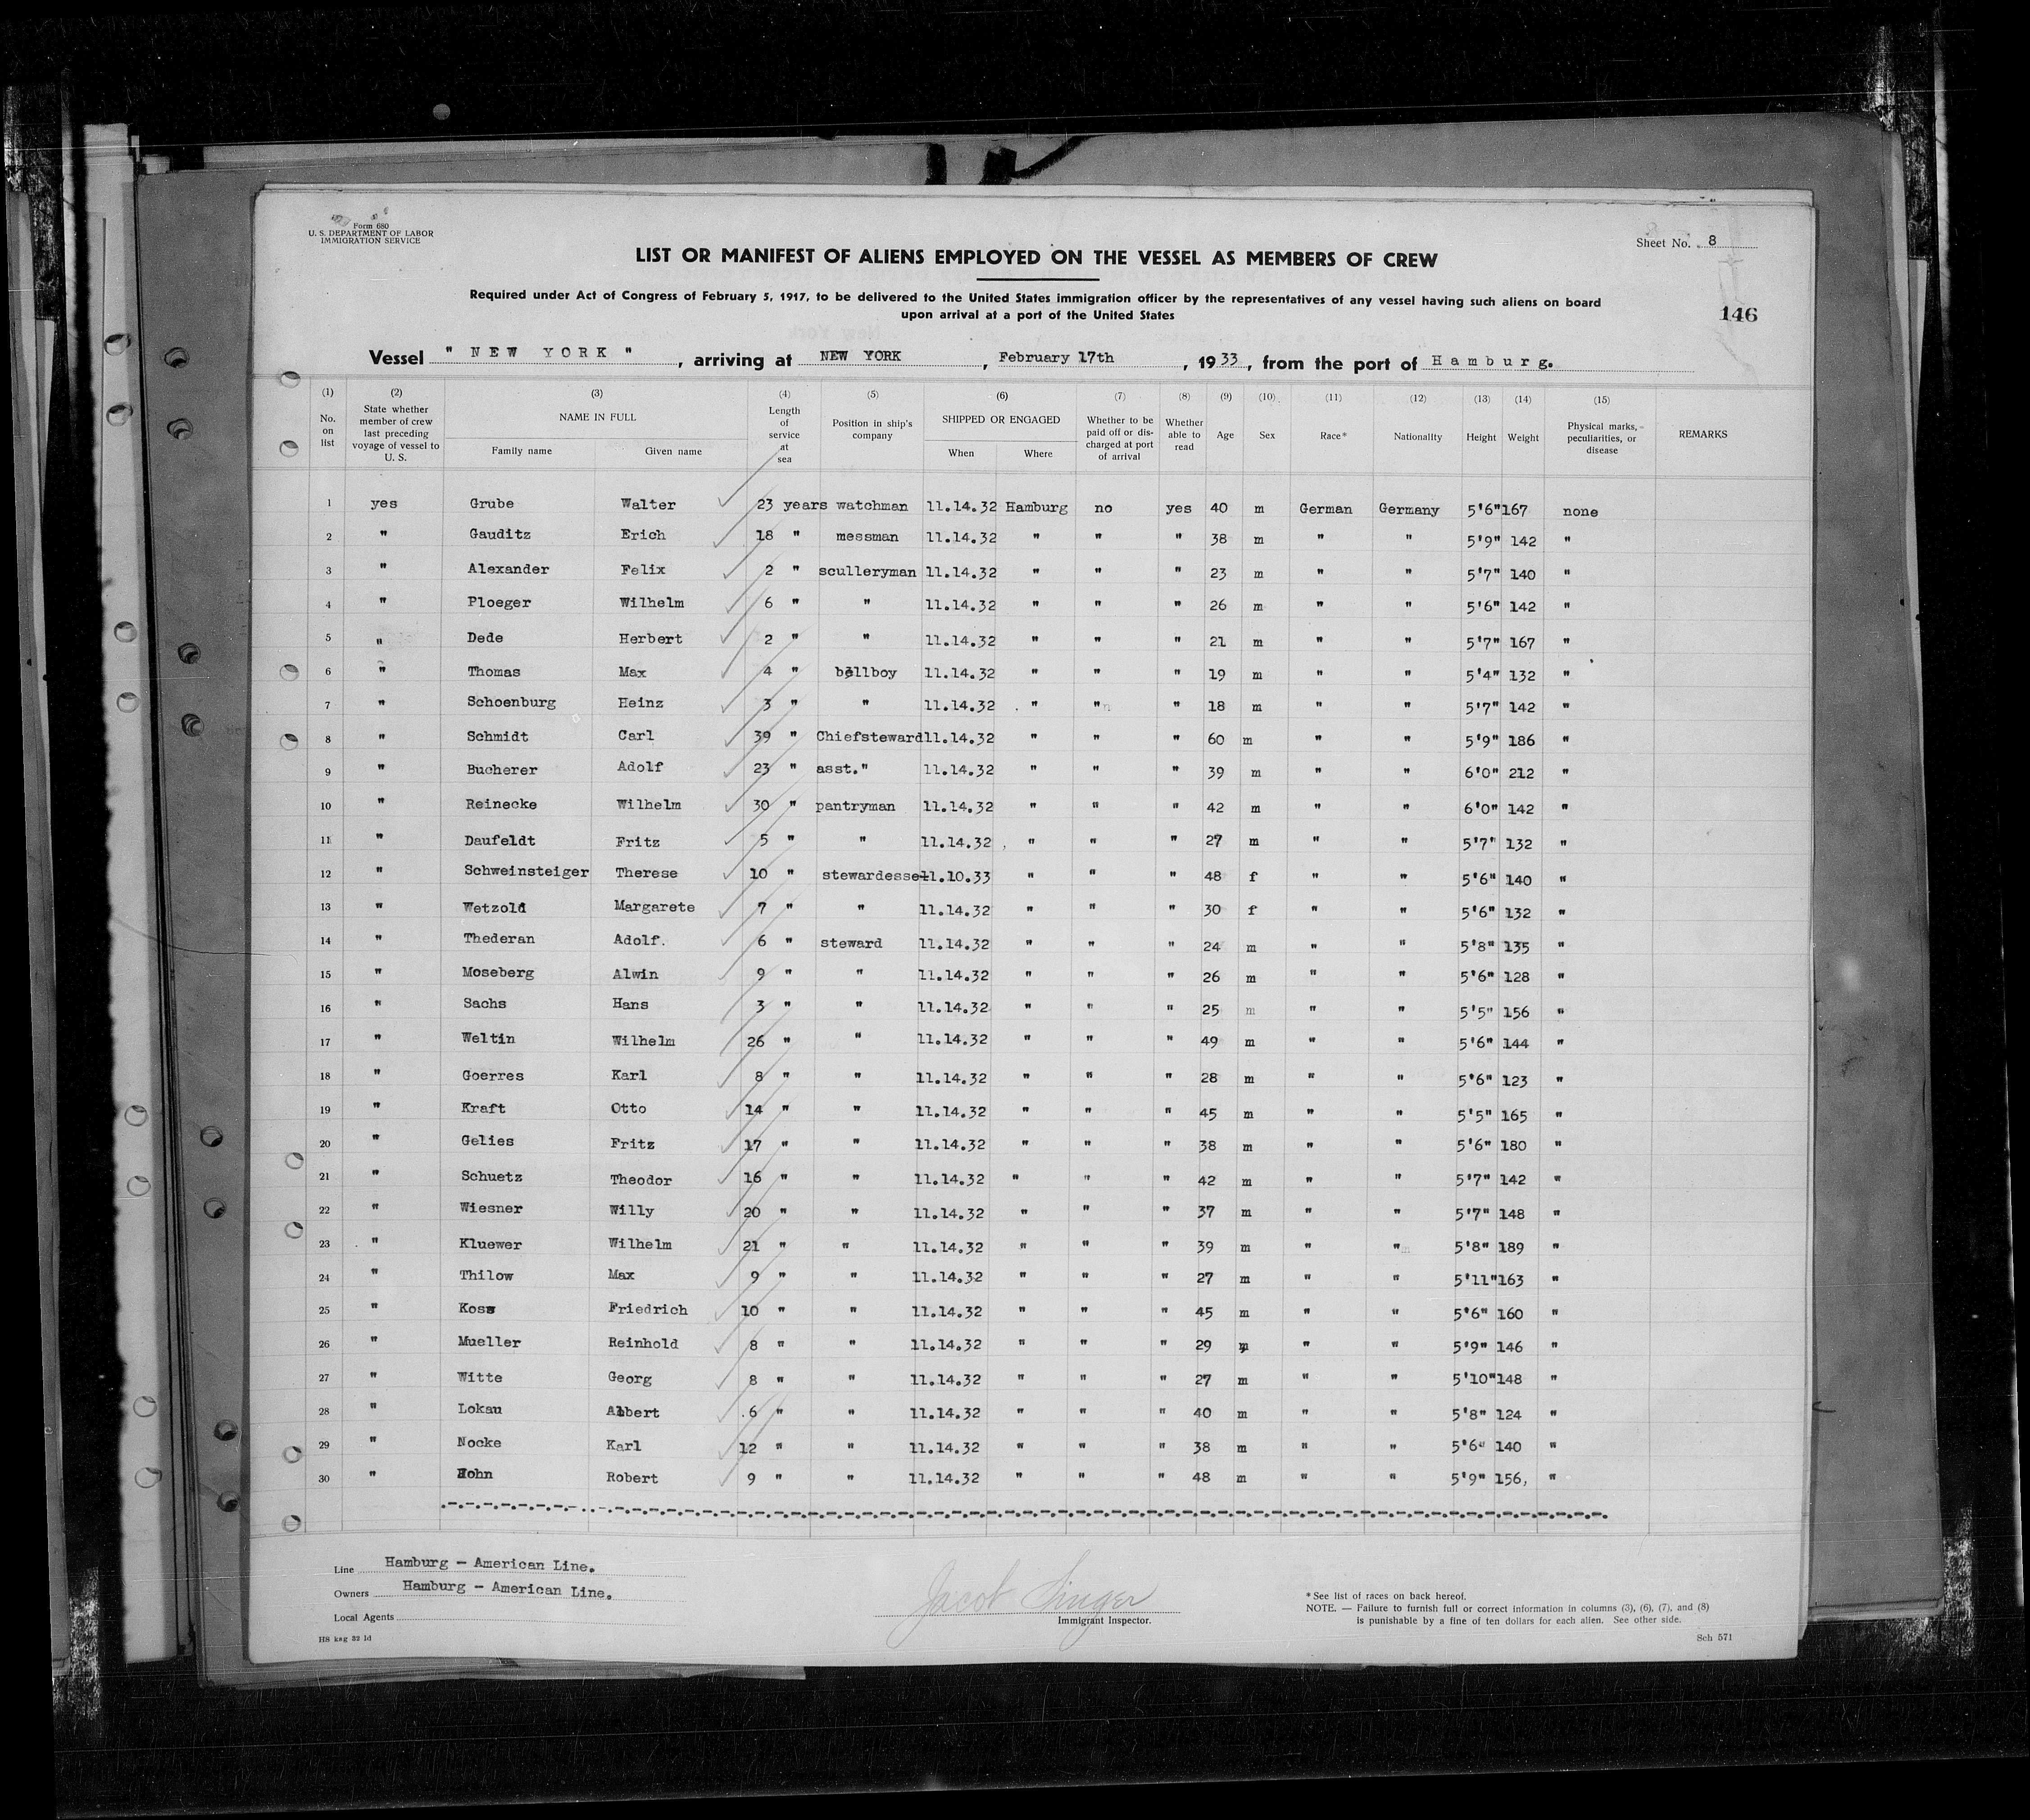 Form 680
U. S. DEPARTMENT OF LABOR
IMMIGRATION SERVICE
Sheet No. 8
LIST OR MANIFEST OF ALIENS EMPLOYED ON THE VESSEL AS MEMBERS OF CREW
Required under Act of Congress of February 5, 1917, to be delivered to the United States immigration officer by the representatives of any vessel having such aliens on board
upon arrival at a port of the United States
146
Vessel " NEW YORK " , arriving at NEW YORK , February 17th , 1933, from the port of Hamburg.
(1) No. on list (2) State whether member of crew last preceding voyage of vessel to U. S. (3) NAME IN FULL Family name Given name (4) Length of service at sea (5) Position in ship's company (6) SHIPPED OR ENGAGED When Where (7) Whether to be paid off or discharged at port of arrival (8) Whether able to read (9) Age (10) Sex (11) Race* (12) Nationality (13) Height (14) Weight (15) Physical marks, peculiarities, or disease REMARKS
1 yes Grube Walter 23 years watchman 11.14.32 Hamburg no yes 40 m German Germany 5'6" 167 none
2 " Gauditz Erich 18 " messman 11.14.32 " " " 38 m " " 5'9" 142 "
3 " Alexander Felix 2 " sculleryman 11.14.32 " " " 23 m " " 5'7" 140 "
4 " Ploeger Wilhelm 6 " " 11.14.32 " " " 26 m " " 5'6" 142 "
5 " Dede Herbert 2 " " 11.14.32 " " " 21 m " " 5'7" 167 "
6 " Thomas Max 4 " bellboy 11.14.32 " " " 19 m " " 5'4" 132 "
7 " Schoenburg Heinz 3 " " 11.14.32 " " " 18 m " " 5'7" 142 "
8 " Schmidt Carl 39 " Chiefsteward 11.14.32 " " " 60 m " " 5'9" 186 "
9 " Bucherer Adolf 23 " asst." 11.14.32 " " " 39 m " " 6'0" 212 "
10 " Reinecke Wilhelm 30 " pantryman 11.14.32 " " " 42 m " " 6'0" 142 "
11 " Daufeldt Fritz 5 " " 11.14.32 " " " 27 m " " 5'7" 132 "
12 " Schweinsteiger Therese 10 " stewardesse 11.10.33 " " " 48 f " " 5'6" 140 "
13 " Wetzold Margarete 7 " " 11.14.32 " " " 30 f " " 5'6" 132 "
14 " Thederan Adolf. 6 " steward 11.14.32 " " " 24 m " " 5'8" 135 "
15 " Moseberg Alwin 9 " " 11.14.32 " " " 26 m " " 5'6" 128 "
16 " Sachs Hans 3 " " 11.14.32 " " " 25 m " " 5'5" 156 "
17 " Weltin Wilhelm 26 " " 11.14.32 " " " 49 m " " 5'6" 144 "
18 " Goerres Karl 8 " " 11.14.32 " " " 28 m " " 5'6" 123 "
19 " Kraft Otto 14 " " 11.14.32 " " " 45 m " " 5'5" 165 "
20 " Gelies Fritz 17 " " 11.14.32 " " " 38 m " " 5'6" 180 "
21 " Schuetz Theodor 16 " " 11.14.32 " " " 42 m " " 5'7" 142 "
22 " Wiesner Willy 20 " " 11.14.32 " " " 37 m " " 5'7" 148 "
23 " Kluewer Wilhelm 21 " " 11.14.32 " " " 39 m " " 5'8" 189 "
24 " Thilow Max 9 " " 11.14.32 " " " 27 m " " 5'11" 163 "
25 " Koss Friedrich 10 " " 11.14.32 " " " 45 m " " 5'6" 160 "
26 " Mueller Reinhold 8 " " 11.14.32 " " " 29 m " " 5'9" 146 "
27 " Witte Georg 8 " " 11.14.32 " " " 27 m " " 5'10" 148 "
28 " Lokau Albert 6 " " 11.14.32 " " " 40 m " " 5'8" 124 "
29 " Nocke Karl 12 " " 11.14.32 " " " 38 m " " 5'6" 140 "
30 " Robert 9 " " 11.14.32 " " " 48 m " " 5'9" 156, "
Line Hamburg - American Line.
Owners Hamburg - American Line.
Local Agents
H8 ksg 32 Id
Jacob Singer
Immigrant Inspector.
* See list of races on back hereof.
NOTE. — Failure to furnish full or correct information in columns (3), (6), (7), and (8)
is punishable by a fine of ten dollars for each alien. See other side.
Sch 571